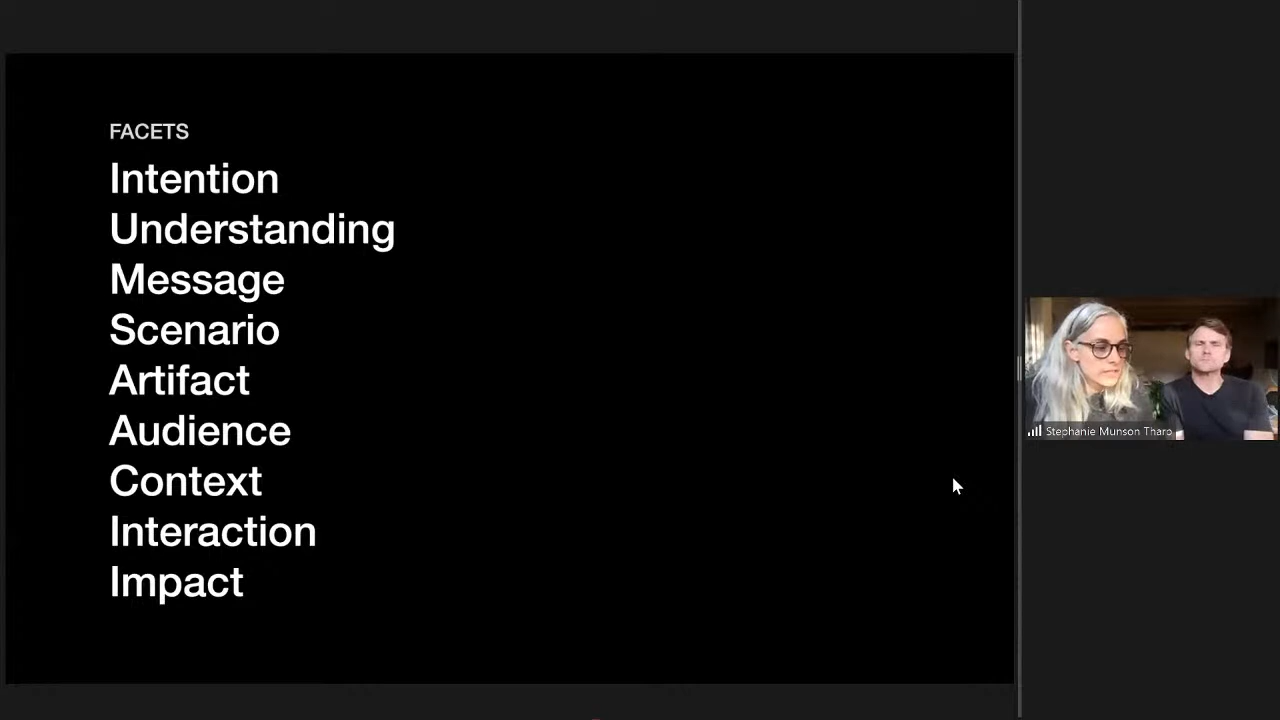 FACETS
Intention
Understanding
Message
Scenario
Artifact
Audience
Context
Interaction
Impact
Stephanie Munson Tharp